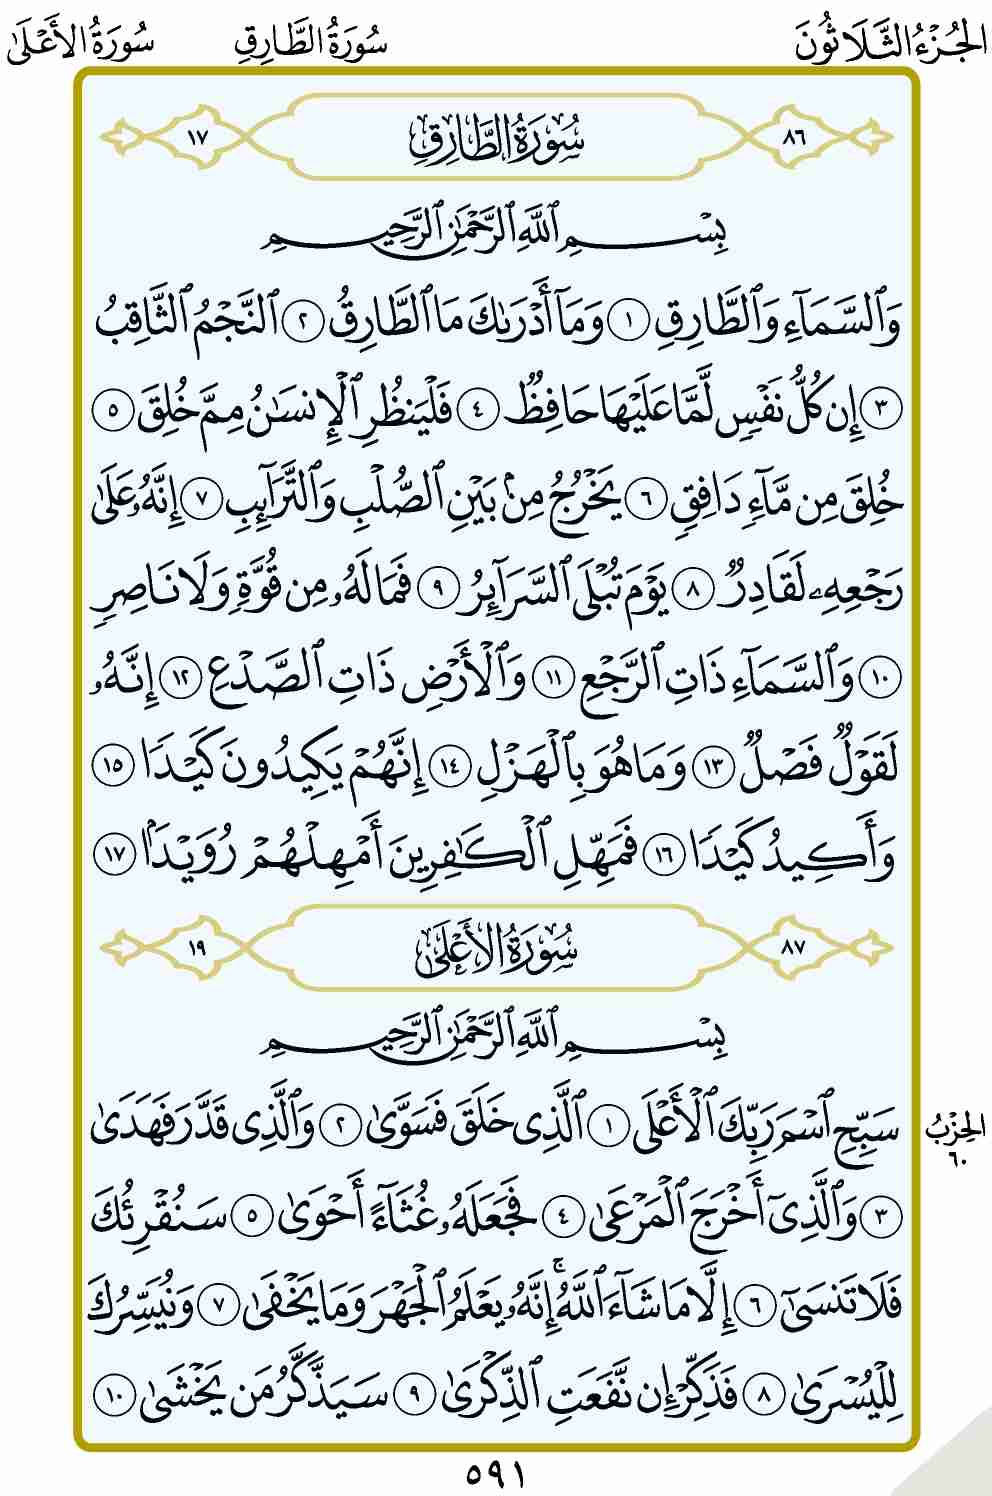 الجُزْءُ الثَّلَاثُونَ سُورَةُ الطَّارِقِ سُورَةُ الأَعْلَىٰ
٨٦ سُورَةُ الطَّارِقِ ١٧
بِسْمِ ٱللَّهِ ٱلرَّحْمَٰنِ ٱلرَّحِيمِ
وَٱلسَّمَآءِ وَٱلطَّارِقِ ١ وَمَآ أَدْرَىٰكَ مَا ٱلطَّارِقُ ٢ ٱلنَّجْمُ ٱلثَّاقِبُ
٣ إِن كُلُّ نَفْسٍ لَّمَّا عَلَيْهَا حَافِظٌ ٤ فَلْيَنظُرِ ٱلْإِنسَٰنُ مِمَّ خُلِقَ ٥
خُلِقَ مِن مَّآءٍ دَافِقٍ ٦ يَخْرُجُ مِنۢ بَيْنِ ٱلصُّلْبِ وَٱلتَّرَآئِبِ ٧ إِنَّهُۥ عَلَىٰ
رَجْعِهِۦ لَقَادِرٌ ٨ يَوْمَ تُبْلَى ٱلسَّرَآئِرُ ٩ فَمَا لَهُۥ مِن قُوَّةٍ وَلَا نَاصِرٍ
١٠ وَٱلسَّمَآءِ ذَاتِ ٱلرَّجْعِ ١١ وَٱلْأَرْضِ ذَاتِ ٱلصَّدْعِ ١٢ إِنَّهُۥ
لَقَوْلٌ فَصْلٌ ١٣ وَمَا هُوَ بِٱلْهَزْلِ ١٤ إِنَّهُمْ يَكِيدُونَ كَيْدًا ١٥
وَأَكِيدُ كَيْدًا ١٦ فَمَهِّلِ ٱلْكَٰفِرِينَ أَمْهِلْهُمْ رُوَيْدًۢا ١٧
٨٧ سُورَةُ الأَعْلَىٰ ١٩
بِسْمِ ٱللَّهِ ٱلرَّحْمَٰنِ ٱلرَّحِيمِ
سَبِّحِ ٱسْمَ رَبِّكَ ٱلْأَعْلَى ١ ٱلَّذِى خَلَقَ فَسَوَّىٰ ٢ وَٱلَّذِى قَدَّرَ فَهَدَىٰ
الحِزْبُ
٦٠
٣ وَٱلَّذِىٓ أَخْرَجَ ٱلْمَرْعَىٰ ٤ فَجَعَلَهُۥ غُثَآءً أَحْوَىٰ ٥ سَنُقْرِئُكَ
فَلَا تَنسَىٰٓ ٦ إِلَّا مَا شَآءَ ٱللَّهُ ۚ إِنَّهُۥ يَعْلَمُ ٱلْجَهْرَ وَمَا يَخْفَىٰ ٧ وَنُيَسِّرُكَ
لِلْيُسْرَىٰ ٨ فَذَكِّرْ إِن نَّفَعَتِ ٱلذِّكْرَىٰ ٩ سَيَذَّكَّرُ مَن يَخْشَىٰ ١٠
٥٩١